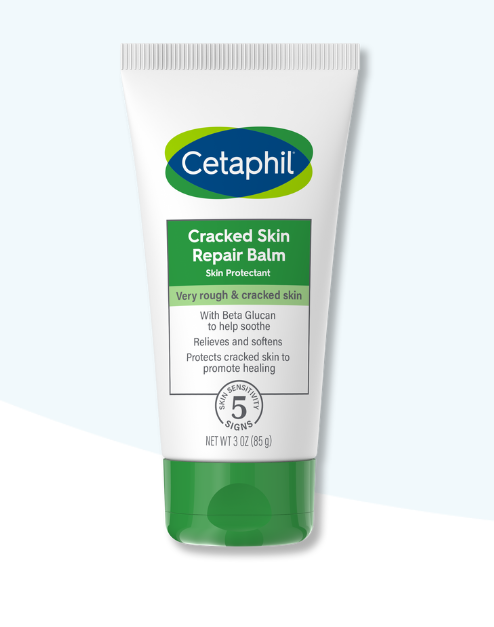 Cetaphil
Cracked Skin
Repair Balm
Skin Protectant
Very rough & cracked skin
With Beta Glucan
to help soothe
Relieves and softens
Protects cracked skin to
promote healing
SKIN SENSITIVITY
5
SIGNS
NET WT 3 OZ (85 g)